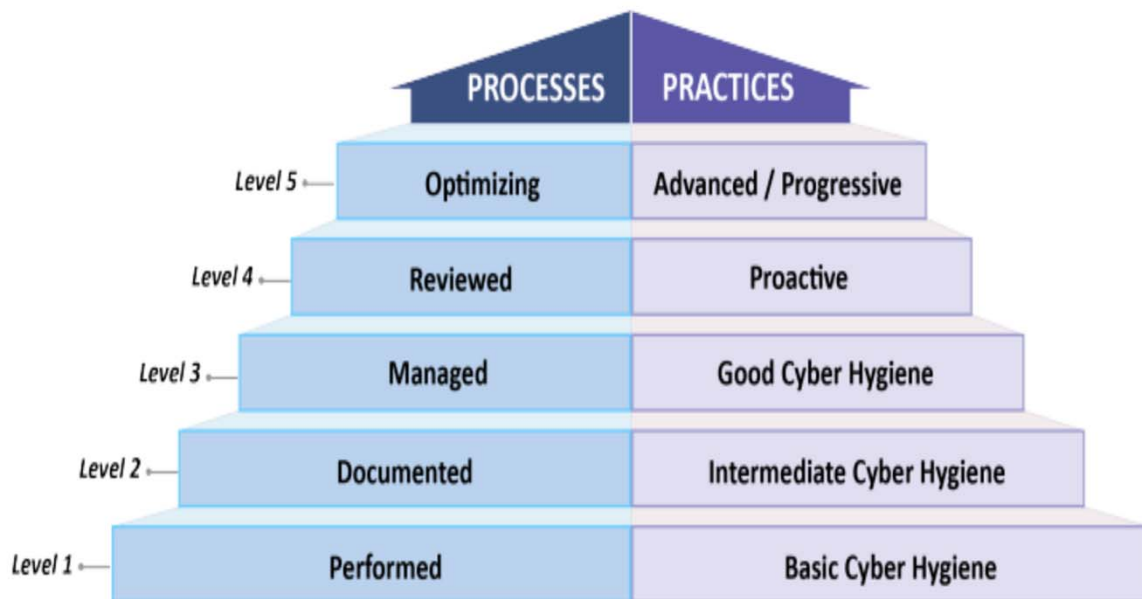 PROCESSES PRACTICES
Level 5 Optimizing Advanced / Progressive
Level 4 Reviewed Proactive
Level 3 Managed Good Cyber Hygiene
Level 2 Documented Intermediate Cyber Hygiene
Level 1 Performed Basic Cyber Hygiene